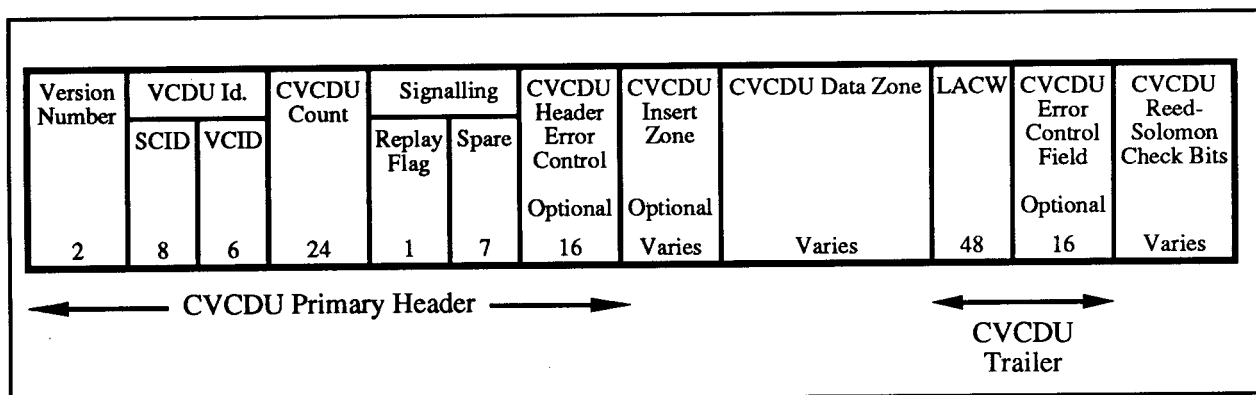 Version Number
VCDU Id.
SCID
VCID
CVCDU Count
Signalling
Replay Flag
Spare
CVCDU Header Error Control
Optional
CVCDU Insert Zone
Optional
CVCDU Data Zone
LACW
CVCDU Error Control Field
Optional
CVCDU Reed-Solomon Check Bits
2
8
6
24
1
7
16
Varies
Varies
48
16
Varies
CVCDU Primary Header
CVCDU Trailer